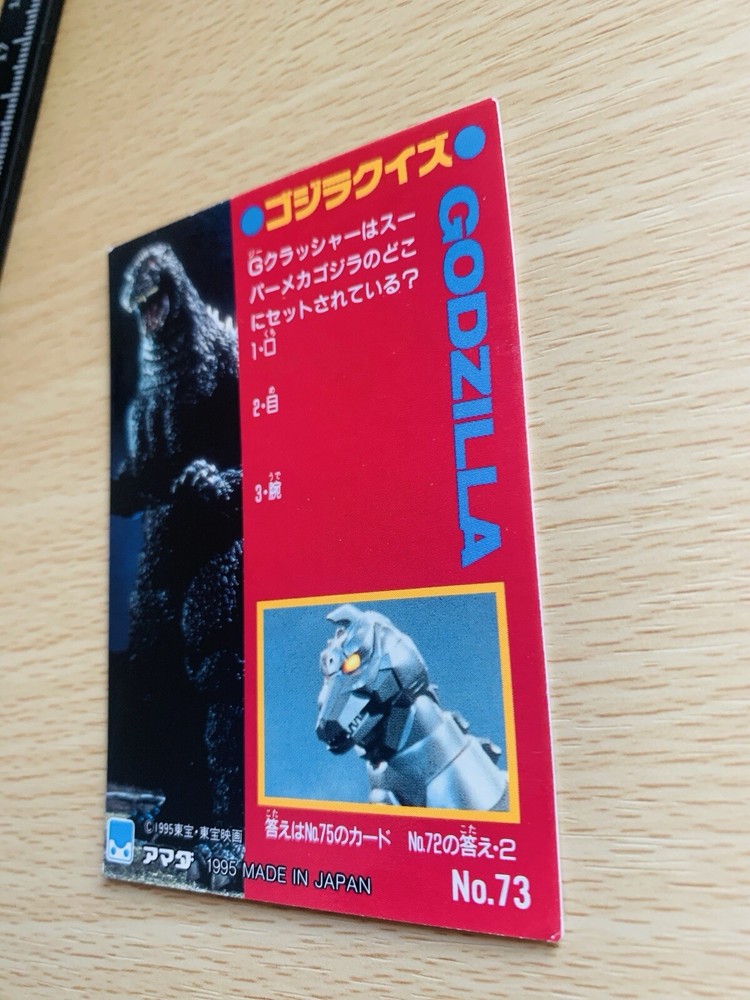 ゴジラクイズ
GODZILLA
Gクラッシャーはスー
パーメカゴジラのどこ
にセットされている?
1・口
2・目
3・腕
答えはNo.75のカード No.72の答え・2
©1995東宝・東宝映画
アマダ 1995 MADE IN JAPAN
No.73